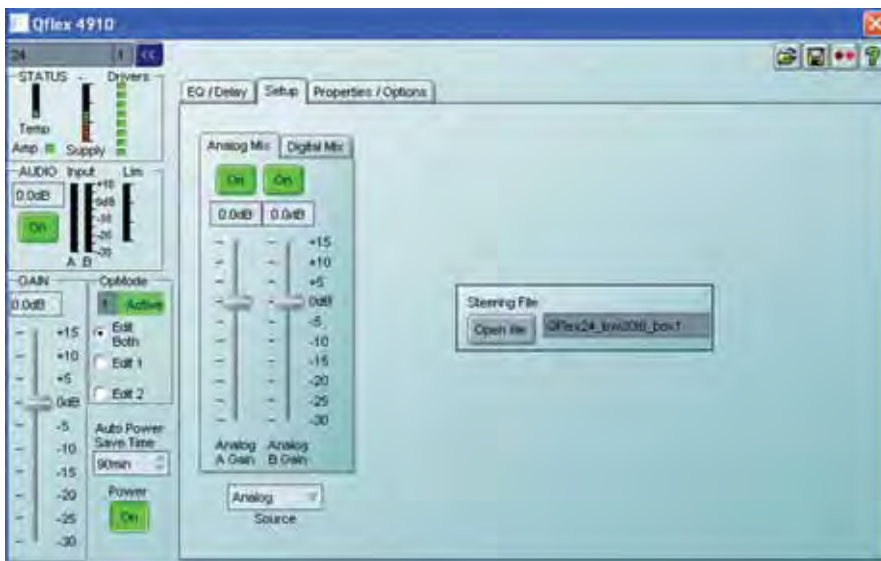 Qflex 4910
24 1 <<
STATUS Drivers
Temp
Amp Supply
AUDIO Input Lim
0.0dB
+10
0dB
-10
-20
-30
On
A B
GAIN
0.0dB
+15
+10
+5
0dB
-5
-10
-15
-20
-25
-30
OpMode
1 Active
Edit Both
Edit 1
Edit 2
Auto Power
Save Time
90min
Power
On
EQ / Delay Setup Properties / Options
Analog Mix Digital Mix
On On
0.0dB 0.0dB
+15
+10
+5
0dB
-5
-10
-15
-20
-25
-30
Analog Analog
A Gain B Gain
Analog
Source
Steering File
Open file
?